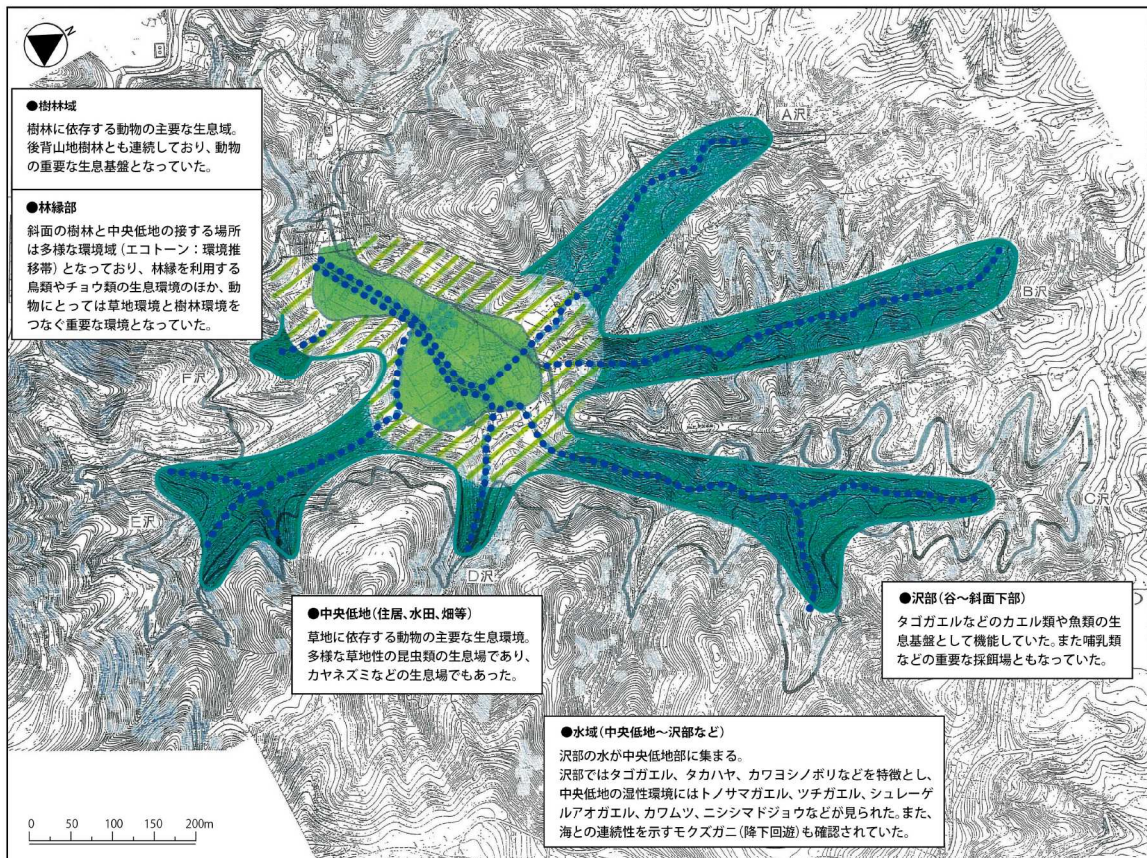 N
●樹林域
樹林に依存する動物の主要な生息域。
後背山地樹林とも連続しており、動物
の重要な生息基盤となっていた。
●林縁部
斜面の樹林と中央低地の接する場所
は多様な環境域(エコトーン:環境推
移帯)となっており、林縁を利用する
鳥類やチョウ類の生息環境のほか、動
物にとっては草地環境と樹林環境を
つなぐ重要な環境となっていた。
A沢
B沢
C沢
D沢
E沢
F沢
●中央低地(住居、水田、畑等)
草地に依存する動物の主要な生息環境。
多様な草地性の昆虫類の生息場であり、
カヤネズミなどの生息場でもあった。
●沢部(谷〜斜面下部)
タゴガエルなどのカエル類や魚類の生
息基盤として機能していた。また哺乳類
などの重要な採餌場ともなっていた。
●水域(中央低地〜沢部など)
沢部の水が中央低地部に集まる。
沢部ではタゴガエル、タカハヤ、カワヨシノボリなどを特徴とし、
中央低地の湿性環境にはトノサマガエル、ツチガエル、シュレーゲ
ルアオガエル、カワムツ、ニシシマドジョウなどが見られた。また、
海との連続性を示すモクズガニ(降下回遊)も確認されていた。
0 50 100 150 200m